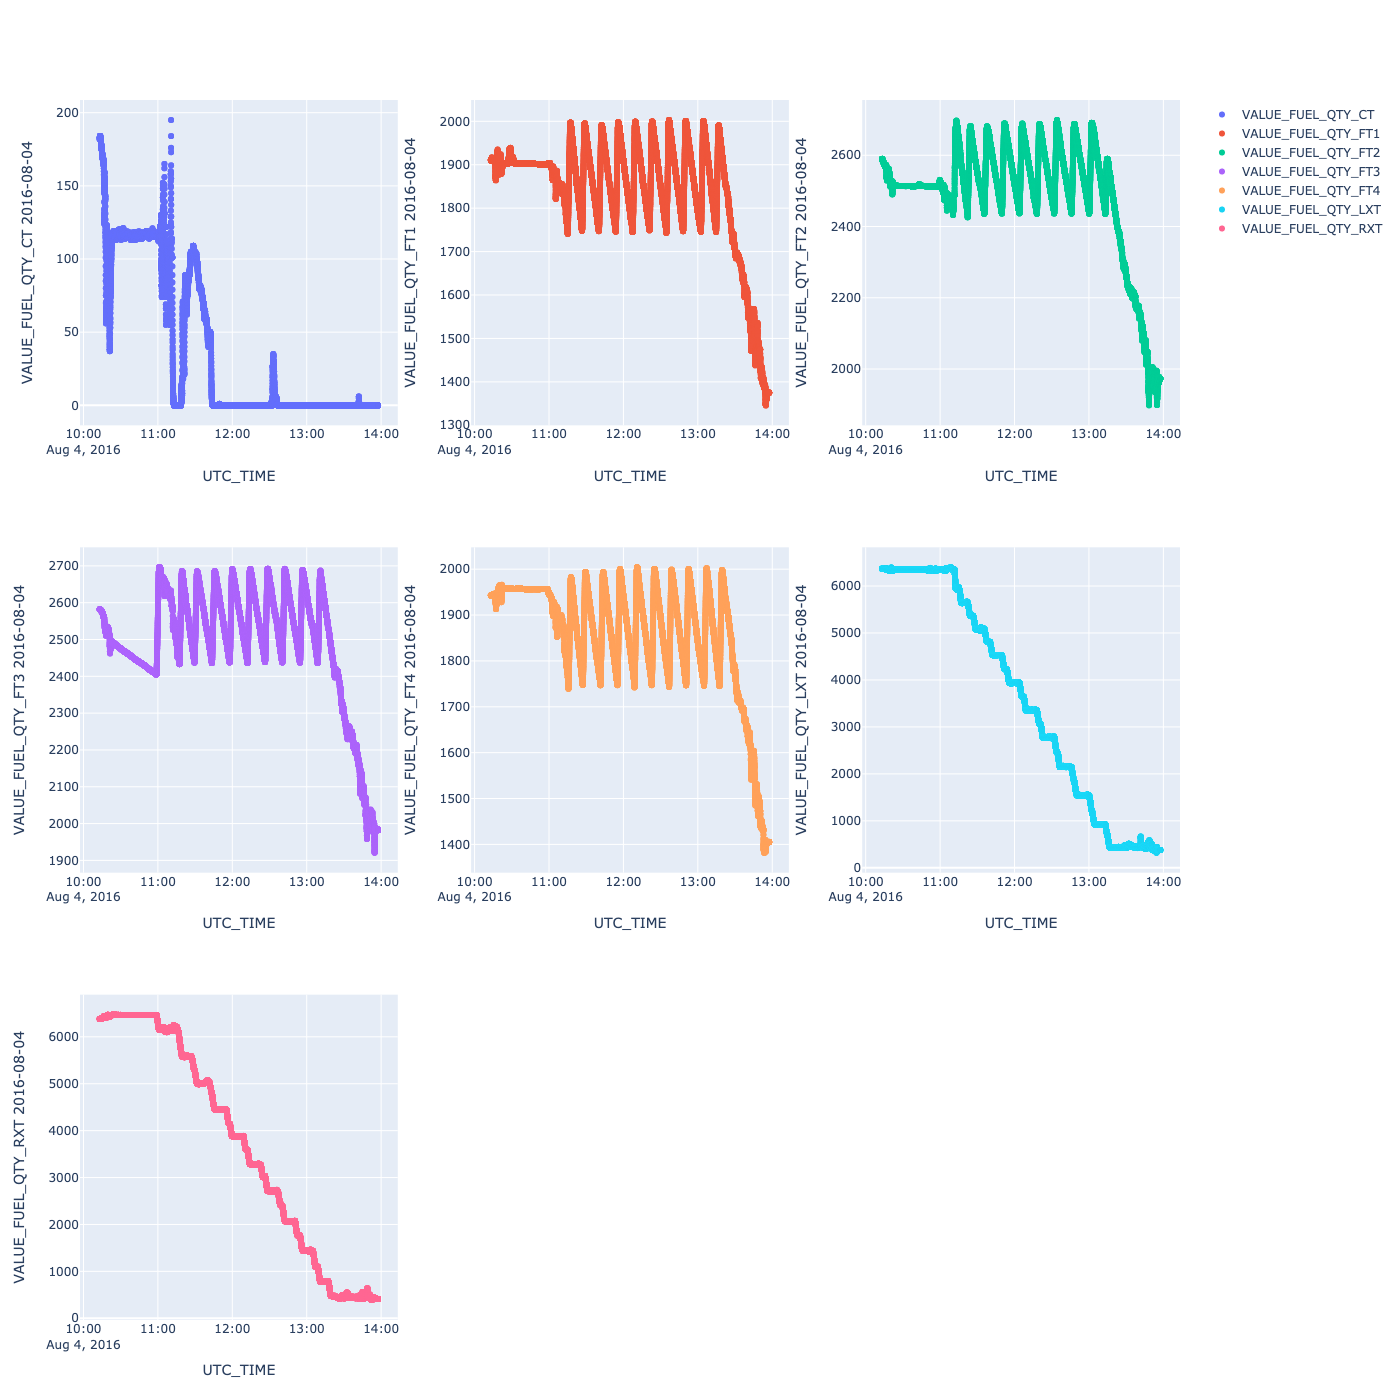 VALUE_FUEL_QTY_CT 2016-08-04
200
150
100
50
0
10:00 11:00 12:00 13:00 14:00
Aug 4, 2016
UTC_TIME
VALUE_FUEL_QTY_FT1 2016-08-04
2000
1900
1800
1700
1600
1500
1400
1300
10:00 11:00 12:00 13:00 14:00
Aug 4, 2016
UTC_TIME
VALUE_FUEL_QTY_FT2 2016-08-04
2600
2400
2200
2000
10:00 11:00 12:00 13:00 14:00
Aug 4, 2016
UTC_TIME
VALUE_FUEL_QTY_CT
VALUE_FUEL_QTY_FT1
VALUE_FUEL_QTY_FT2
VALUE_FUEL_QTY_FT3
VALUE_FUEL_QTY_FT4
VALUE_FUEL_QTY_LXT
VALUE_FUEL_QTY_RXT
VALUE_FUEL_QTY_FT3 2016-08-04
2700
2600
2500
2400
2300
2200
2100
2000
1900
10:00 11:00 12:00 13:00 14:00
Aug 4, 2016
UTC_TIME
VALUE_FUEL_QTY_FT4 2016-08-04
2000
1900
1800
1700
1600
1500
1400
10:00 11:00 12:00 13:00 14:00
Aug 4, 2016
UTC_TIME
VALUE_FUEL_QTY_LXT 2016-08-04
6000
5000
4000
3000
2000
1000
0
10:00 11:00 12:00 13:00 14:00
Aug 4, 2016
UTC_TIME
VALUE_FUEL_QTY_RXT 2016-08-04
6000
5000
4000
3000
2000
1000
0
10:00 11:00 12:00 13:00 14:00
Aug 4, 2016
UTC_TIME